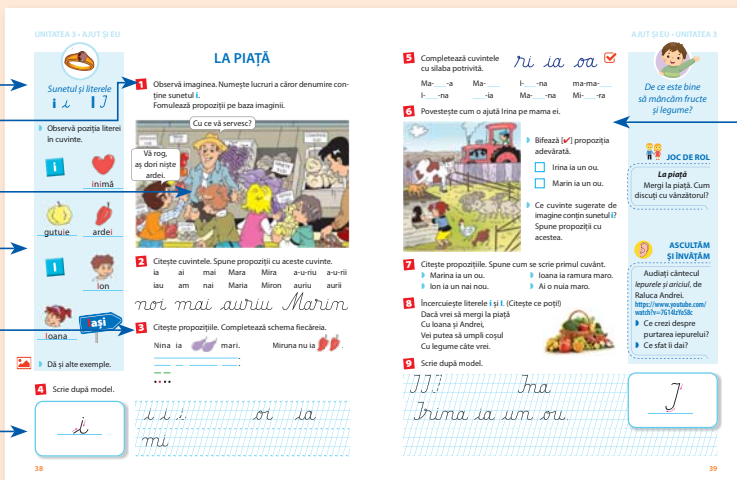 UNITATEA 3 • AJUT ȘI EU
Sunetul și literele
i i I I
Observă poziția literei
în cuvinte.
i
inimă
gutuie
ardei
I
Ion
Ioana
Iași
Dă și alte exemple.
4 Scrie după model.
i
38
LA PIAȚĂ
1 Observă imaginea. Numește lucruri a căror denumire con-
ține sunetul i.
Fomulează propoziții pe baza imaginii.
Cu ce vă servesc?
Vă rog,
aș dori niște
ardei.
2 Citește cuvintele. Spune propoziții cu aceste cuvinte.
ia ai mai Mara Mira a-u-riu a-u-rii
iau am nai Maria Miron auriu aurii
noi mai auriu Marin
3 Citește propozițiile. Completează schema fiecăreia.
Nina ia mari. Miruna nu ia .
i i i oi ia
mi
5 Completează cuvintele
cu silaba potrivită.
ri ia oa
Ma-___-a Ma-___ I-___-na ma-ma-___
I-___-na ___-ia Ma-___-na Mi-___-ra
6 Povestește cum o ajută Irina pe mama ei.
Bifează [✔] propoziția
adevărată.
Irina ia un ou.
Marin ia un ou.
Ce cuvinte sugerate de
imagine conțin sunetul i?
Spune propoziții cu
acestea.
7 Citește propozițiile. Spune cum se scrie primul cuvânt.
Marina ia un ou. Ioana ia ramura maro.
Ion ia un nai nou. Ai o nuia maro.
8 Încercuiește literele i și I. (Citește ce poți!)
Dacă vrei să mergi la piață
Cu Ioana și Andrei,
Vei putea să umpli coșul
Cu legume câte vrei.
9 Scrie după model.
I I I Ina
Irina ia un ou.
AJUT ȘI EU • UNITATEA 3
De ce este bine
să mâncăm fructe
și legume?
JOC DE ROL
La piață
Mergi la piață. Cum
discuți cu vânzătorul?
ASCULTĂM
ȘI ÎNVĂȚĂM
Audiați cântecul
Iepurele și ariciul, de
Raluca Andrei.
Ce crezi despre
purtarea iepurelui?
Ce sfat îi dai?
I
39